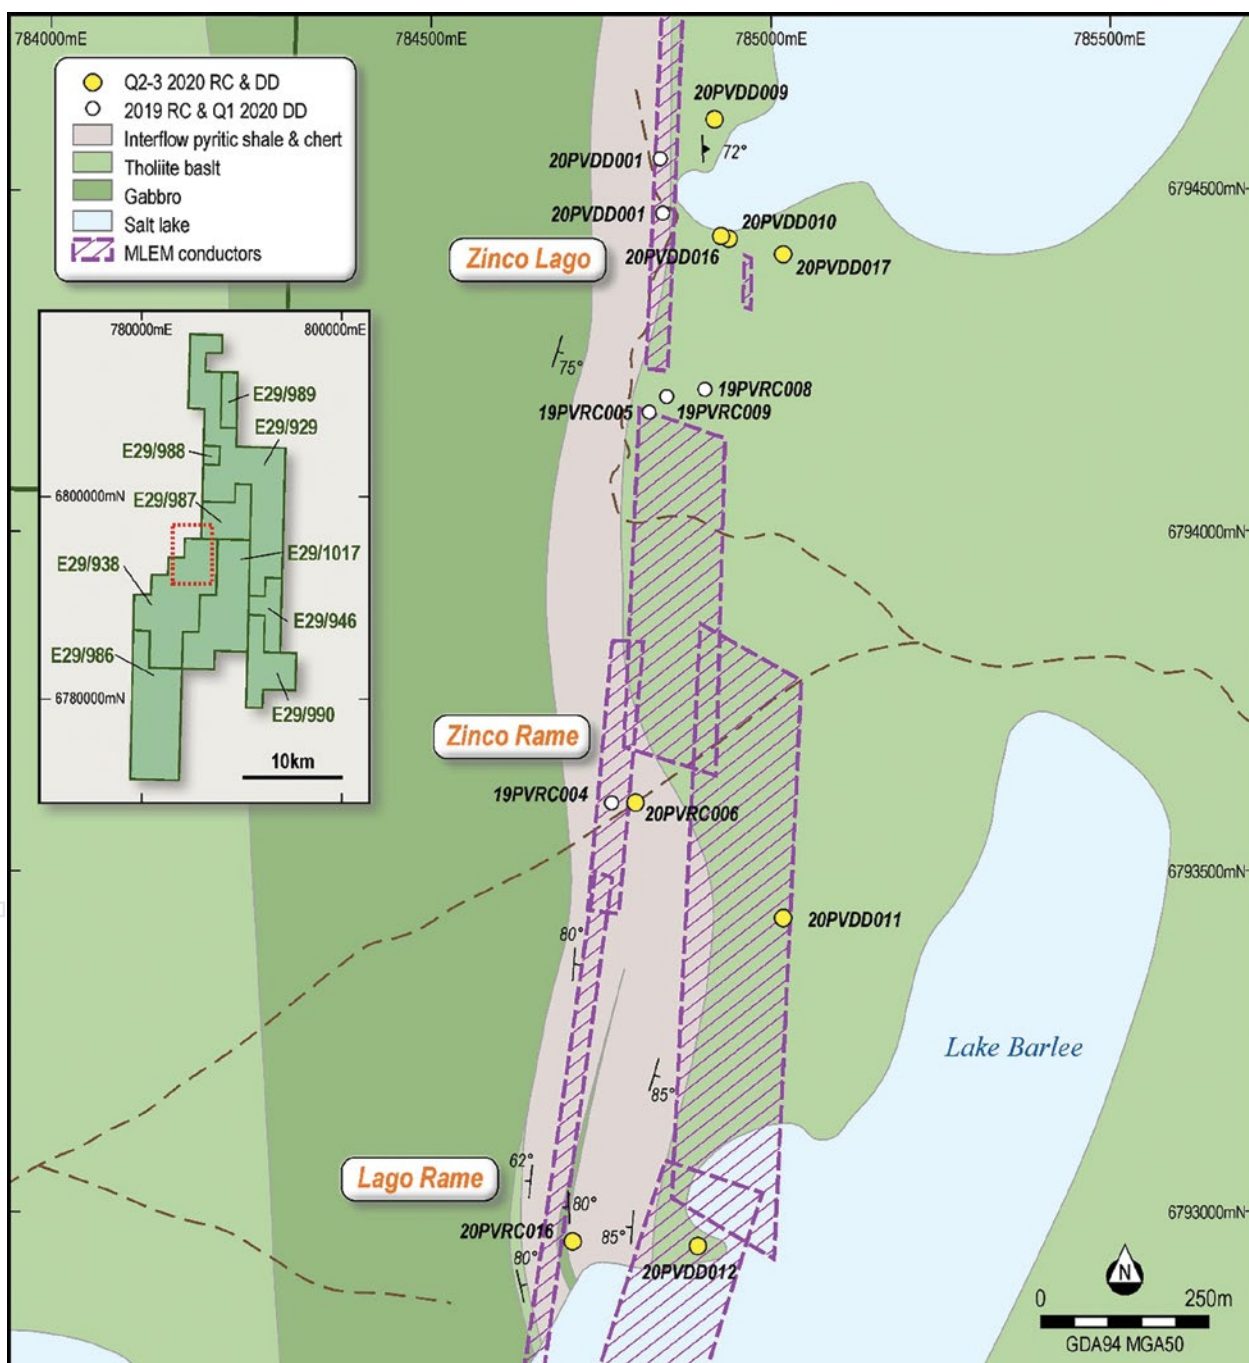 784000mE
784500mE
785000mE
785500mE
Q2-3 2020 RC & DD
2019 RC & Q1 2020 DD
Interflow pyritic shale & chert
Tholiite baslt
Gabbro
Salt lake
MLEM conductors
20PVDD009
72°
20PVDD001
6794500mN
20PVDD001
20PVDD010
Zinco Lago
20PVDD016
20PVDD017
780000mE
800000mE
75°
E29/989
19PVRC008
19PVRC005
19PVRC009
E29/929
E29/988
6800000mN
E29/987
6794000mN
E29/1017
E29/938
E29/946
E29/986
6780000mN
E29/990
10km
Zinco Rame
19PVRC004
20PVRC006
6793500mN
20PVDD011
80°
Lake Barlee
85°
62°
Lago Rame
80°
6793000mN
20PVRC016
85°
80°
20PVDD012
N
0
250m
GDA94 MGA50